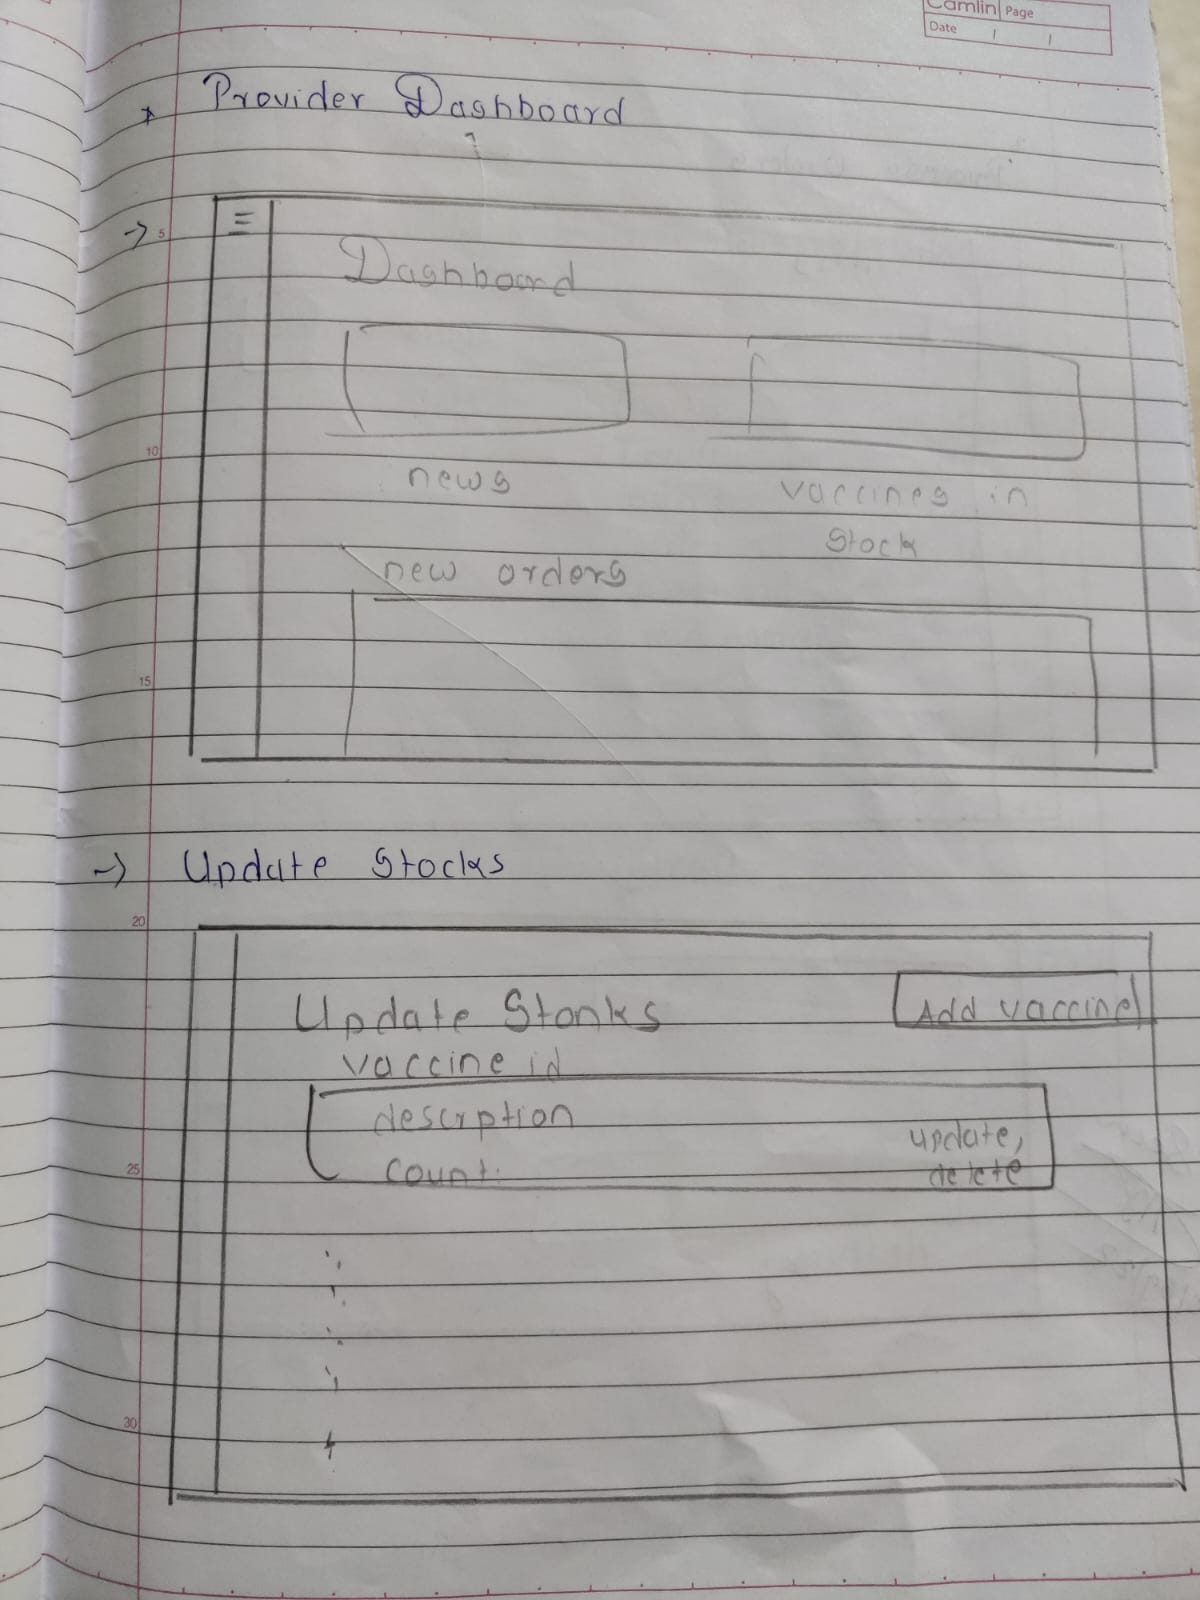 Camlin Page
Date / /
* Provider Dashboard
→ 5
Dashboard
10
news
vaccines in
stock
new orders
15
→ Update Stocks
20
Update Stonks
Add vaccine
vaccine id
descrption
update,
25
count:
delete
30